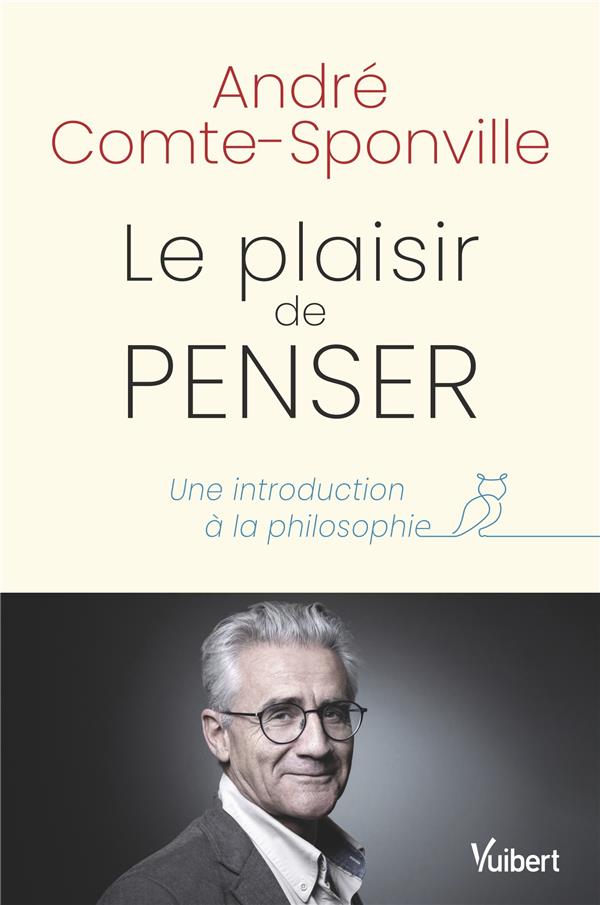 André
Comte-Sponville
Le plaisir
de
PENSER
Une introduction
à la philosophie
Vuibert